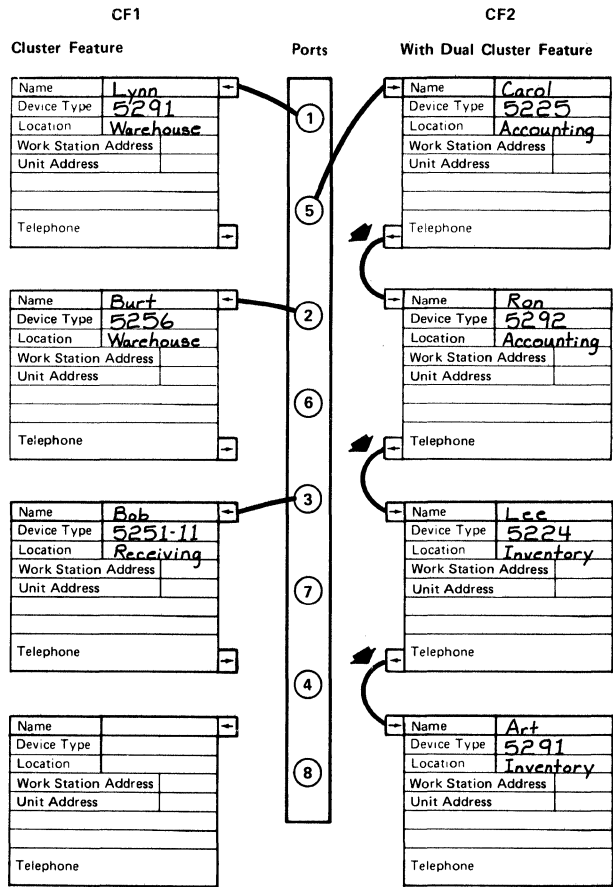 CF1
Cluster Feature
Name Lynn
Device Type 5291
Location Warehouse
Work Station Address
Unit Address
Telephone
Name Burt
Device Type 5256
Location Warehouse
Work Station Address
Unit Address
Telephone
Name Bob
Device Type 5251-11
Location Receiving
Work Station Address
Unit Address
Telephone
Name
Device Type
Location
Work Station Address
Unit Address
Telephone
Ports
1
5
2
6
3
7
4
8
CF2
With Dual Cluster Feature
Name Carol
Device Type 5225
Location Accounting
Work Station Address
Unit Address
Telephone
Name Ron
Device Type 5292
Location Accounting
Work Station Address
Unit Address
Telephone
Name Lee
Device Type 5224
Location Inventory
Work Station Address
Unit Address
Telephone
Name Art
Device Type 5291
Location Inventory
Work Station Address
Unit Address
Telephone